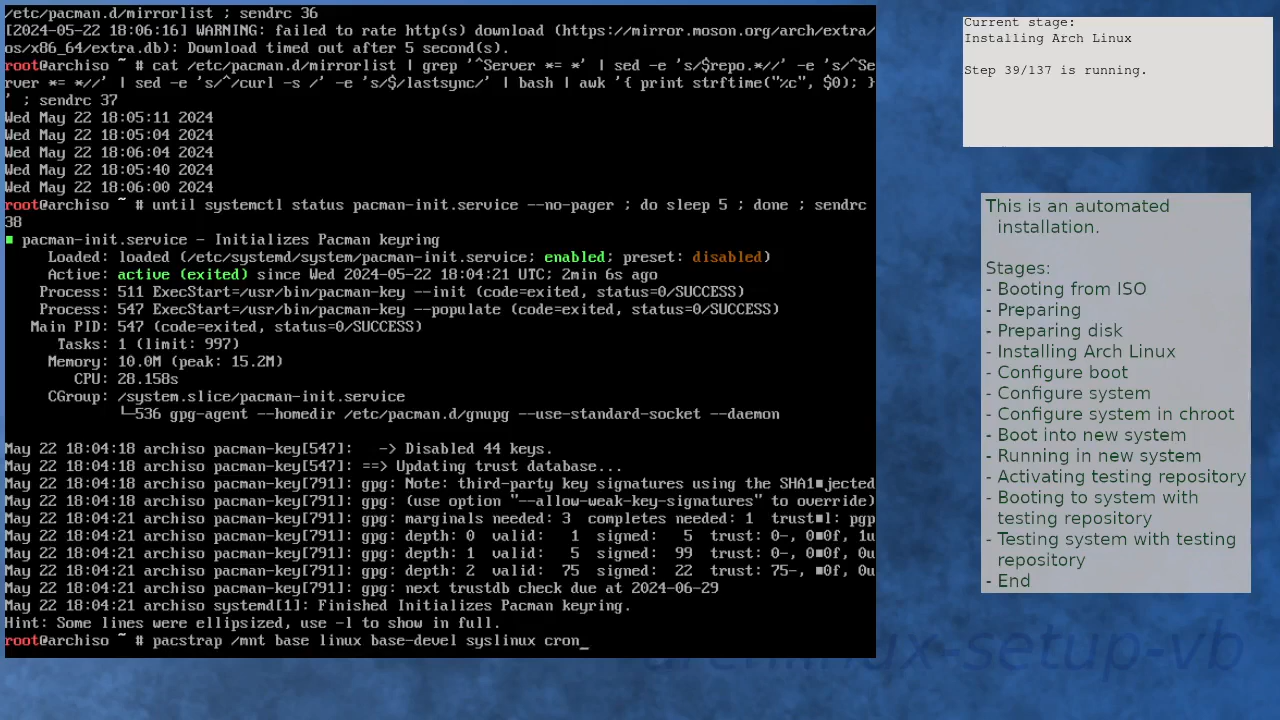 /etc/pacman.d/mirrorlist ; sendrc 36
[2024-05-22 18:06:16] WARNING: failed to rate http(s) download (https://mirror.moson.org/arch/extra/
os/x86_64/extra.db): Download timed out after 5 second(s).
root@archiso ~ # cat /etc/pacman.d/mirrorlist | grep '^Server *= *' | sed -e 's/$repo.*//' -e 's/^Se
rver *= *//' | sed -e 's/^/curl -s /' -e 's/$/lastsync/' | bash | awk '{ print strftime("%c", $0); }
' ; sendrc 37
Wed May 22 18:05:11 2024
Wed May 22 18:05:04 2024
Wed May 22 18:06:04 2024
Wed May 22 18:05:40 2024
Wed May 22 18:06:00 2024
root@archiso ~ # until systemctl status pacman-init.service --no-pager ; do sleep 5 ; done ; sendrc
38
■ pacman-init.service - Initializes Pacman keyring
Loaded: loaded (/etc/systemd/system/pacman-init.service; enabled; preset: disabled)
Active: active (exited) since Wed 2024-05-22 18:04:21 UTC; 2min 6s ago
Process: 511 ExecStart=/usr/bin/pacman-key --init (code=exited, status=0/SUCCESS)
Process: 547 ExecStart=/usr/bin/pacman-key --populate (code=exited, status=0/SUCCESS)
Main PID: 547 (code=exited, status=0/SUCCESS)
Tasks: 1 (limit: 997)
Memory: 10.0M (peak: 15.2M)
CPU: 28.158s
CGroup: /system.slice/pacman-init.service
└─536 gpg-agent --homedir /etc/pacman.d/gnupg --use-standard-socket --daemon
May 22 18:04:18 archiso pacman-key[547]:   -> Disabled 44 keys.
May 22 18:04:18 archiso pacman-key[547]: ==> Updating trust database...
May 22 18:04:18 archiso pacman-key[791]: gpg: Note: third-party key signatures using the SHA1■jected
May 22 18:04:18 archiso pacman-key[791]: gpg: (use option "--allow-weak-key-signatures" to override)
May 22 18:04:21 archiso pacman-key[791]: gpg: marginals needed: 3  completes needed: 1  trust■l: pgp
May 22 18:04:21 archiso pacman-key[791]: gpg: depth: 0  valid:   1  signed:   5  trust: 0-, 0■0f, 1u
May 22 18:04:21 archiso pacman-key[791]: gpg: depth: 1  valid:   5  signed:  99  trust: 0-, 0■0f, 0u
May 22 18:04:21 archiso pacman-key[791]: gpg: depth: 2  valid:  75  signed:  22  trust: 75-, ■0f, 0u
May 22 18:04:21 archiso pacman-key[791]: gpg: next trustdb check due at 2024-06-29
May 22 18:04:21 archiso systemd[1]: Finished Initializes Pacman keyring.
Hint: Some lines were ellipsized, use -l to show in full.
root@archiso ~ # pacstrap /mnt base linux base-devel syslinux cron_
Current stage:
Installing Arch Linux
Step 39/137 is running.
This is an automated
installation.
Stages:
- Booting from ISO
- Preparing
- Preparing disk
- Installing Arch Linux
- Configure boot
- Configure system
- Configure system in chroot
- Boot into new system
- Running in new system
- Activating testing repository
- Booting to system with
testing repository
- Testing system with testing
repository
- End
archlinux-setup-vb